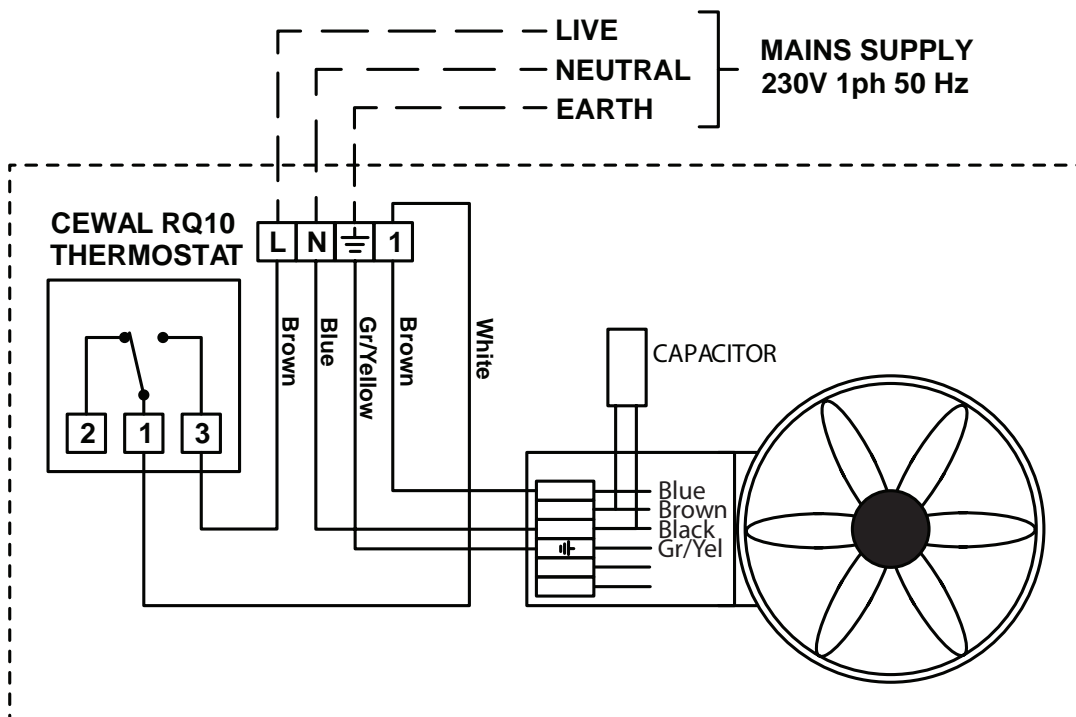 LIVE
NEUTRAL
EARTH
MAINS SUPPLY
230V 1ph 50 Hz
CEWAL RQ10
THERMOSTAT
L N 1
Brown
Blue
Gr/Yellow
Brown
White
2 1 3
CAPACITOR
Blue
Brown
Black
Gr/Yel